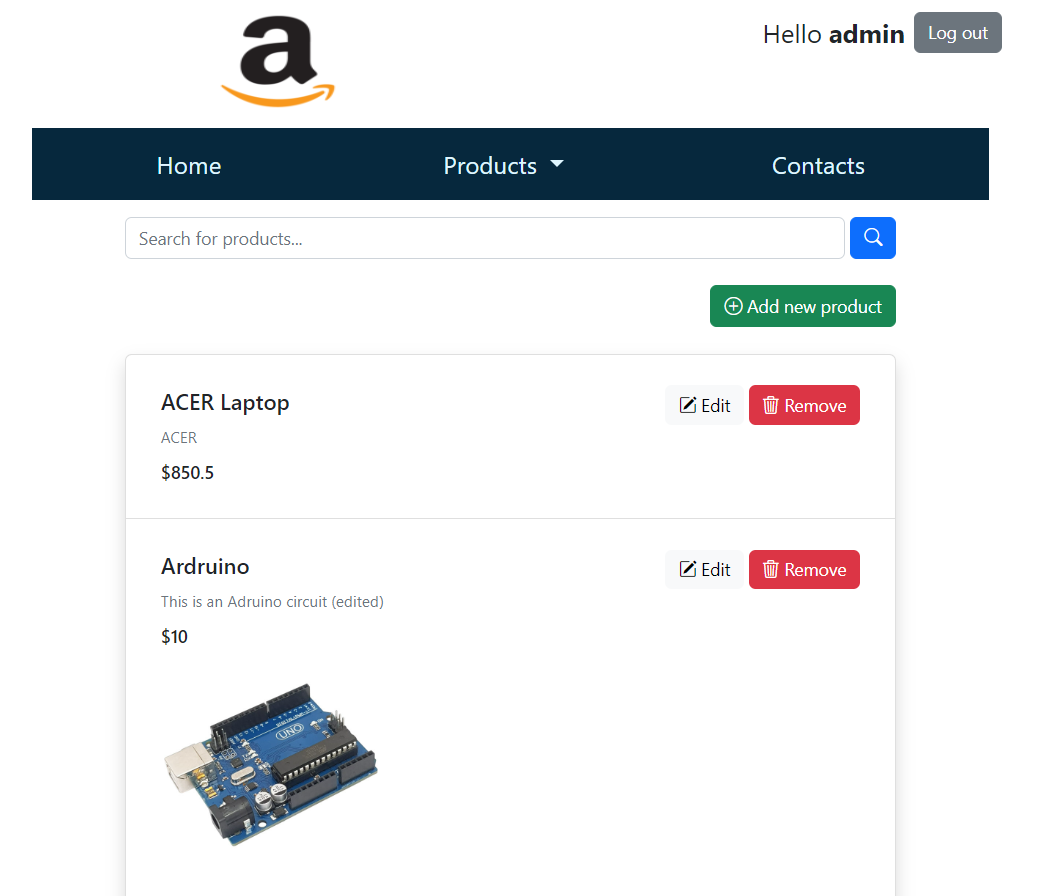 a
Hello admin
Log out
Home
Products
Contacts
Search for products...
Add new product
ACER Laptop
Edit
Remove
ACER
$850.5
Ardruino
Edit
Remove
This is an Adruino circuit (edited)
$10
UNO